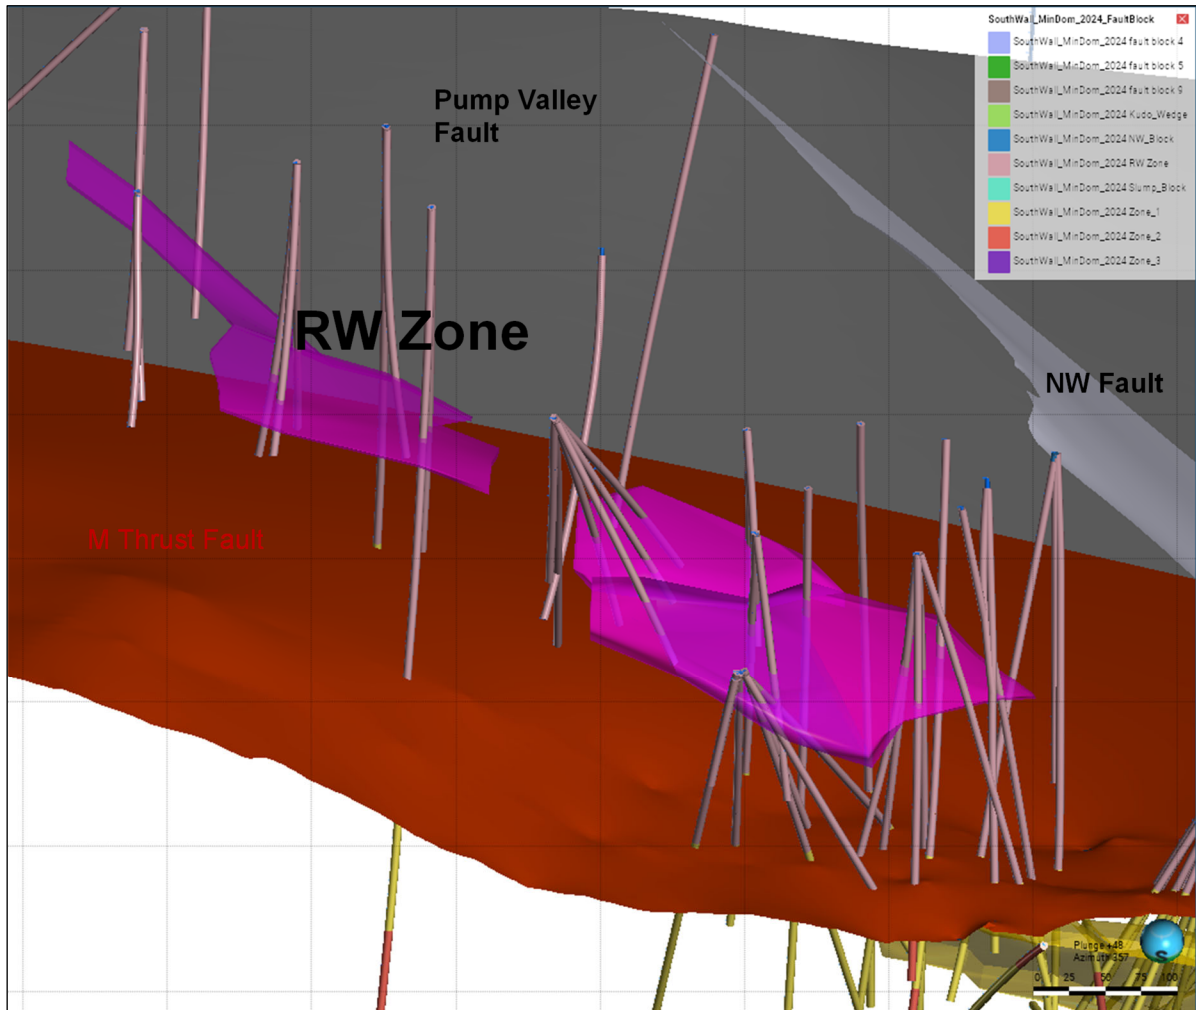 SouthWall_MinDom_2024_FaultBlock
SouthWall_MinDom_2024 fault block 4
SouthWall_MinDom_2024 fault block 5
SouthWall_MinDom_2024 fault block 9
SouthWall_MinDom_2024 Kudo_Wedge
SouthWall_MinDom_2024 NW_Block
SouthWall_MinDom_2024 RW Zone
SouthWall_MinDom_2024 Slump_Block
SouthWall_MinDom_2024 Zone_1
SouthWall_MinDom_2024 Zone_2
SouthWall_MinDom_2024 Zone_3
Pump Valley
Fault
RW Zone
NW Fault
M Thrust Fault
Plunge +48
Azimuth 357
S
0 25 50 75 100